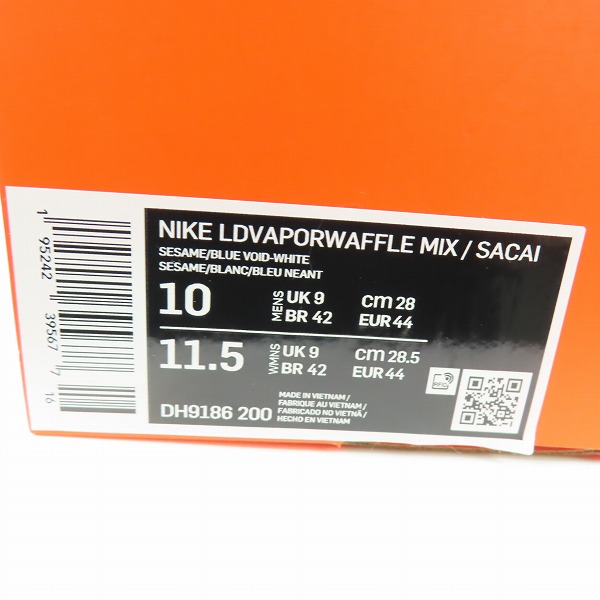 NIKE LDVAPORWAFFLE MIX / SACAI
SESAME/BLUE VOID-WHITE
SESAME/BLANC/BLEU NEANT
10 MENS UK 9 cm 28
BR 42 EUR 44
11.5 WMNS UK 9 cm 28.5
BR 42 EUR 44
DH9186 200
MADE IN VIETNAM /
FABRIQUE AU VIETNAM /
FABRICADO NO VIETNÃ /
HECHO EN VIETNAM
RFID
1 95242 39567 7 16